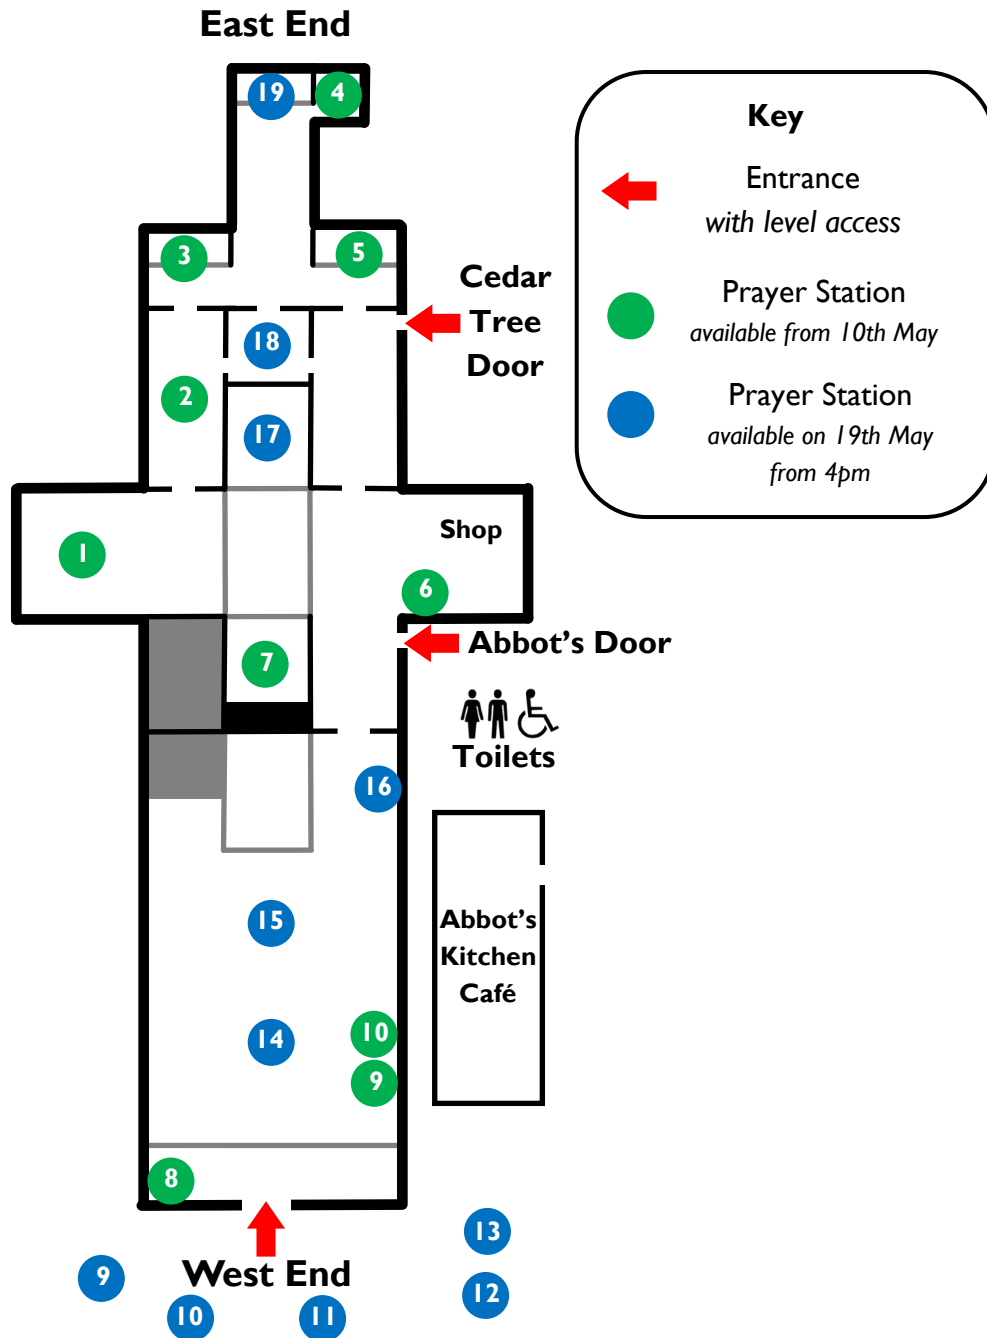 East End
19
4
Key
Entrance
with level access
3
5
Cedar
Tree
Door
Prayer Station
available from 10th May
18
2
Prayer Station
available on 19th May
from 4pm
17
Shop
1
6
Abbot's Door
7
Toilets
16
Abbot's
Kitchen
Café
15
14
10
9
8
13
West End
9
12
10
11